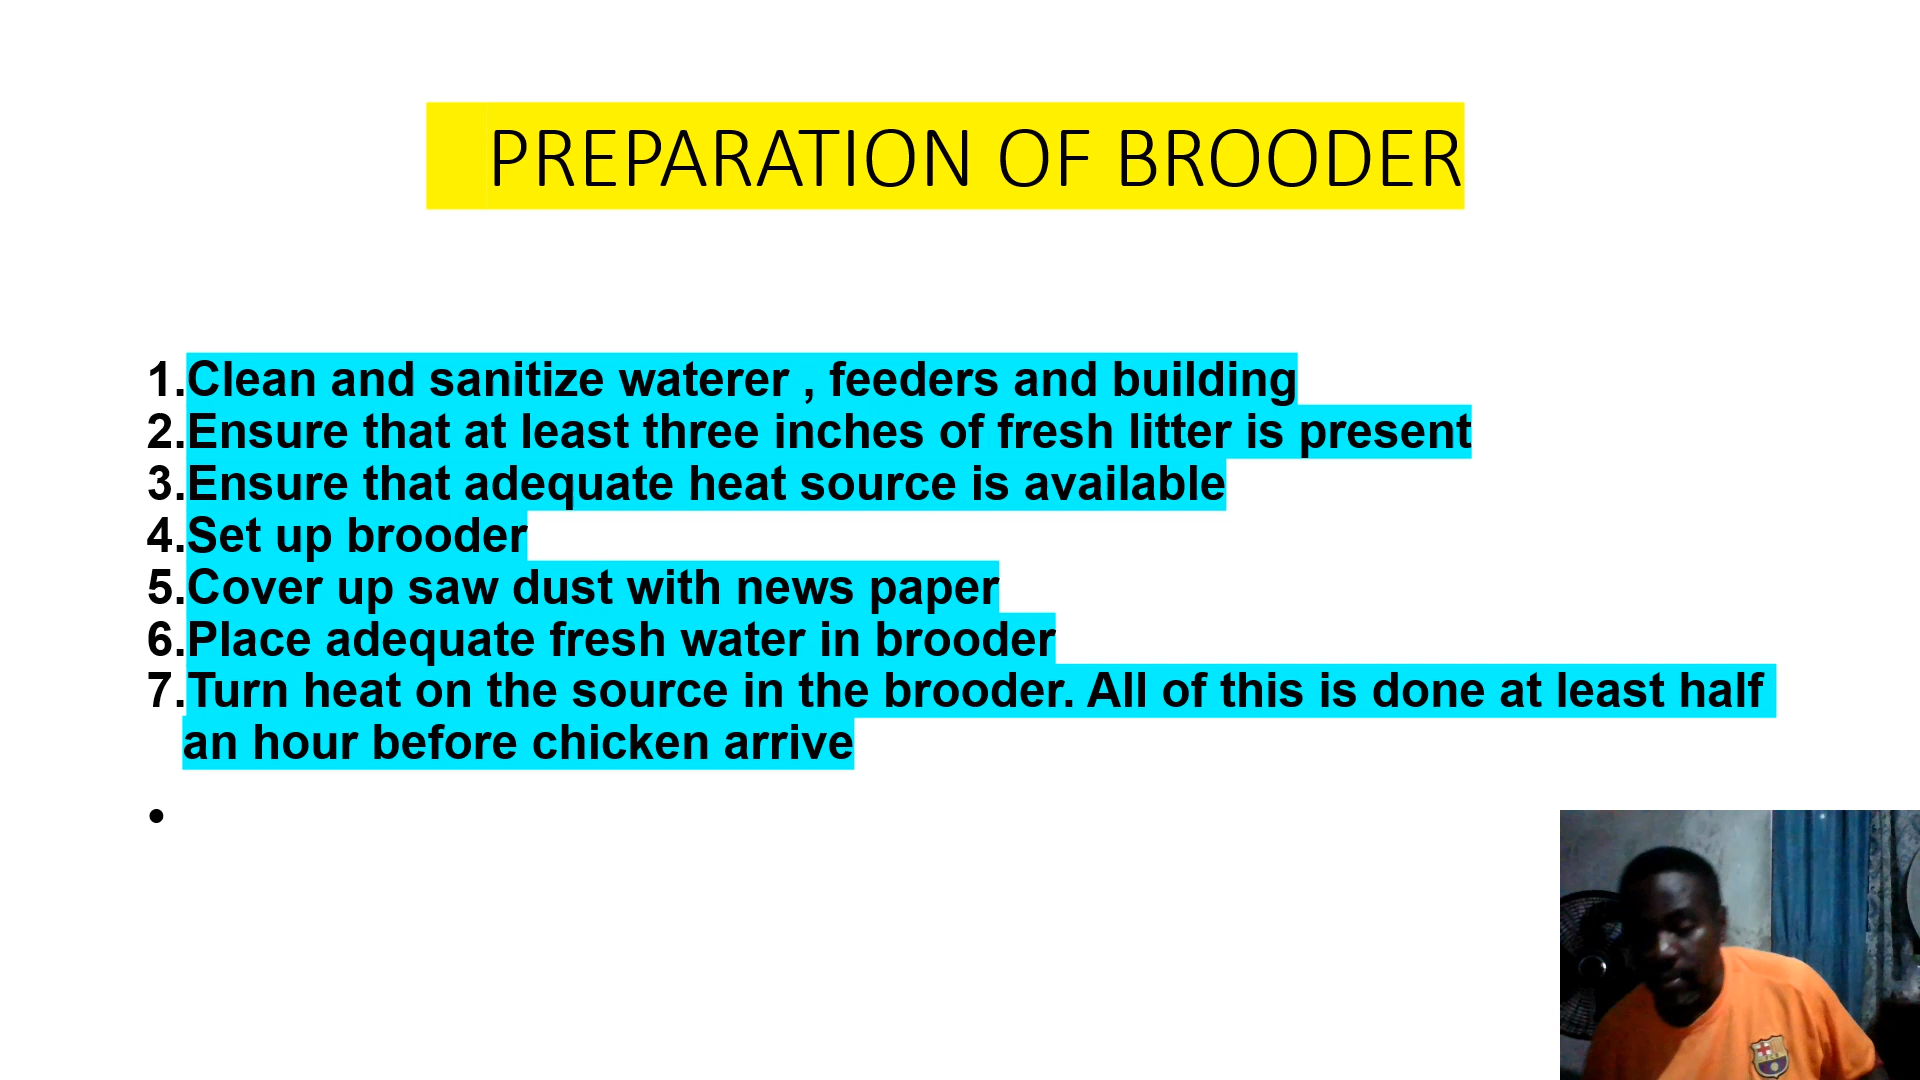 PREPARATION OF BROODER
1.Clean and sanitize waterer , feeders and building
2.Ensure that at least three inches of fresh litter is present
3.Ensure that adequate heat source is available
4.Set up brooder
5.Cover up saw dust with news paper
6.Place adequate fresh water in brooder
7.Turn heat on the source in the brooder. All of this is done at least half
an hour before chicken arrive
•